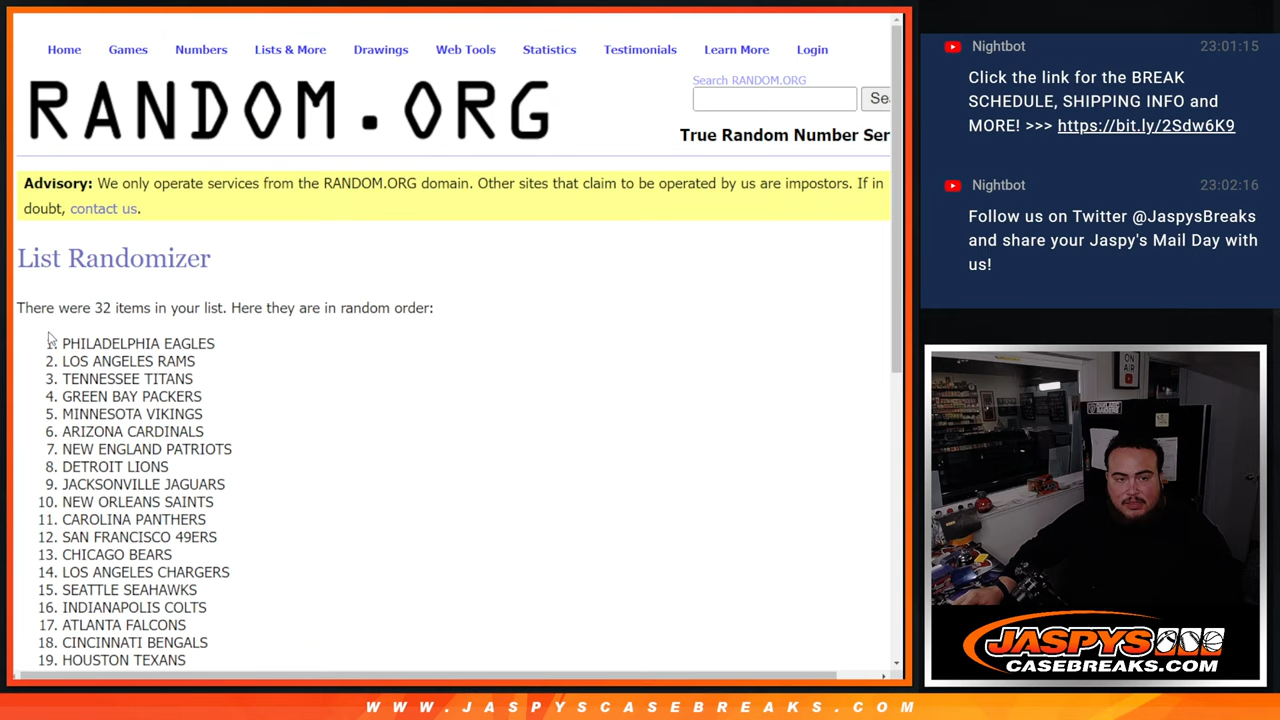 Home Games Numbers Lists & More Drawings Web Tools Statistics Testimonials Learn More Login
RANDOM.ORG
Search RANDOM.ORG
Sea
True Random Number Ser
Advisory: We only operate services from the RANDOM.ORG domain. Other sites that claim to be operated by us are impostors. If in
doubt, contact us.
List Randomizer
There were 32 items in your list. Here they are in random order:
1. PHILADELPHIA EAGLES
2. LOS ANGELES RAMS
3. TENNESSEE TITANS
4. GREEN BAY PACKERS
5. MINNESOTA VIKINGS
6. ARIZONA CARDINALS
7. NEW ENGLAND PATRIOTS
8. DETROIT LIONS
9. JACKSONVILLE JAGUARS
10. NEW ORLEANS SAINTS
11. CAROLINA PANTHERS
12. SAN FRANCISCO 49ERS
13. CHICAGO BEARS
14. LOS ANGELES CHARGERS
15. SEATTLE SEAHAWKS
16. INDIANAPOLIS COLTS
17. ATLANTA FALCONS
18. CINCINNATI BENGALS
19. HOUSTON TEXANS
Nightbot 23:01:15
Click the link for the BREAK
SCHEDULE, SHIPPING INFO and
MORE! >>> https://bit.ly/2Sdw6K9
Nightbot 23:02:16
Follow us on Twitter @JaspysBreaks
and share your Jaspy's Mail Day with
us!
ON
AIR
JASPYS
CASEBREAKS.COM
WWW.JASPYSCASEBREAKS.COM